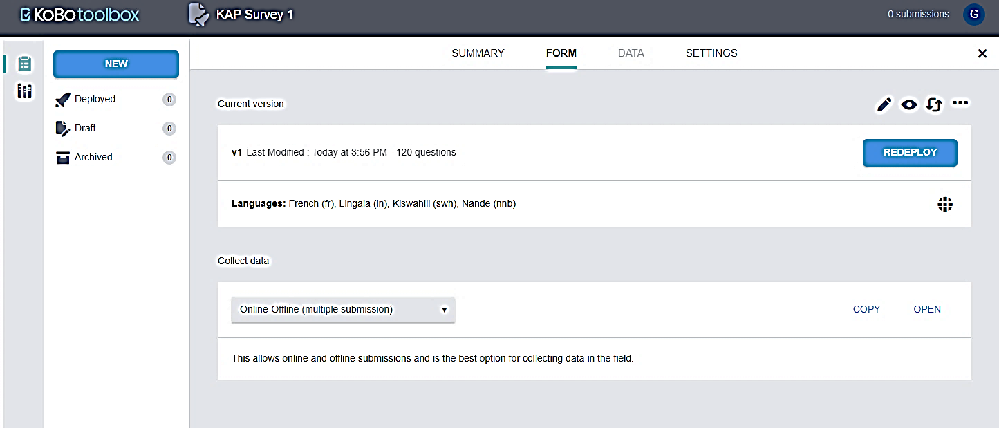 KoBotoolbox
KAP Survey 1
0 submissions
G
NEW
Deployed 0
Draft 0
Archived 0
SUMMARY FORM DATA SETTINGS
Current version
v1 Last Modified : Today at 3:56 PM - 120 questions
REDEPLOY
Languages: French (fr), Lingala (ln), Kiswahili (swh), Nande (nnb)
Collect data
Online-Offline (multiple submission)
COPY OPEN
This allows online and offline submissions and is the best option for collecting data in the field.